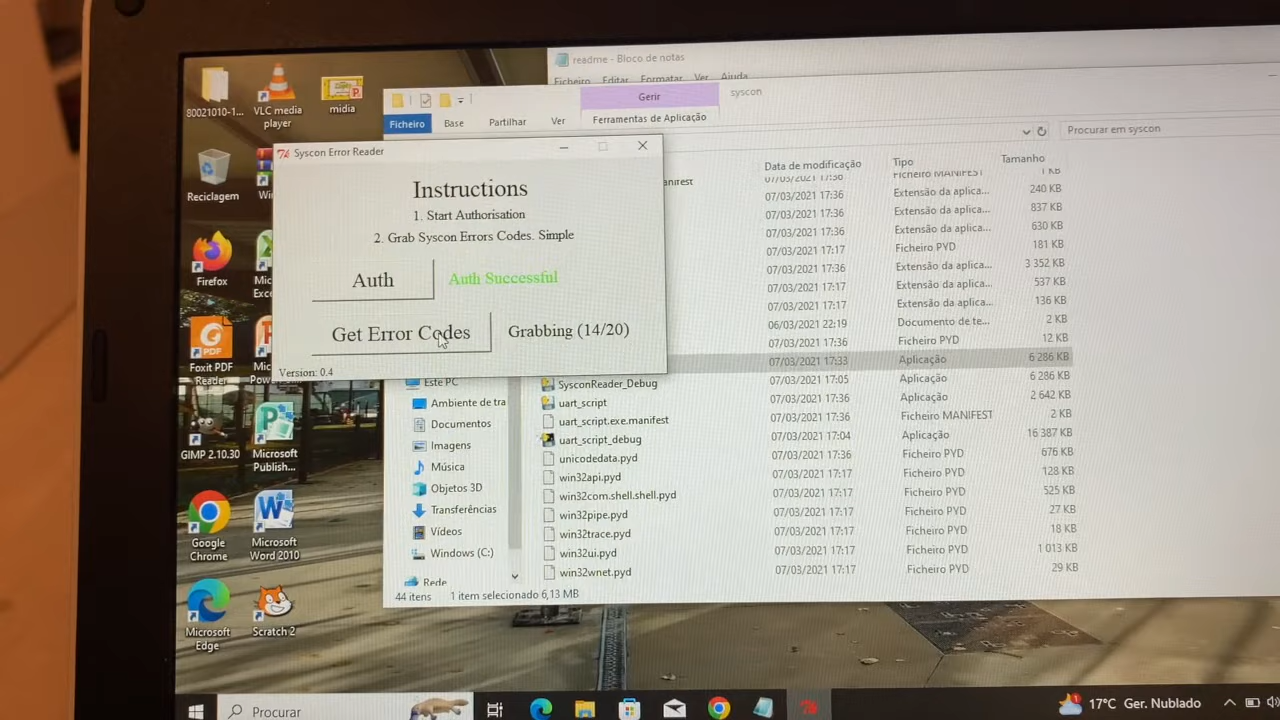 readme - Bloco de notas
Ficheiro Editar Formatar Ver Ajuda
Gerir
syscon
Ficheiro Base Partilhar Ver Ferramentas de Aplicação
Procurar em syscon
Syscon Error Reader
Instructions
1. Start Authorisation
2. Grab Syscon Errors Codes. Simple
Auth Auth Successful
Get Error Codes Grabbing (14/20)
Version: 0.4
80021010-1...
VLC media
player
midia
Reciclagem
Firefox
Foxit PDF
Reader
GIMP 2.10.30
Microsoft
Publish...
Google
Chrome
Microsoft
Word 2010
Microsoft
Edge
Scratch 2
Este PC
Ambiente de tra
Documentos
Imagens
Música
Objetos 3D
Transferências
Vídeos
Windows (C:)
Rede
Data de modificação Tipo Tamanho
07/03/2021 17:36 Ficheiro MANIFEST 1 KB
07/03/2021 17:36 Extensão da aplica... 240 KB
07/03/2021 17:36 Extensão da aplica... 837 KB
07/03/2021 17:36 Extensão da aplica... 630 KB
07/03/2021 17:17 Ficheiro PYD 181 KB
07/03/2021 17:36 Extensão da aplica... 3 352 KB
07/03/2021 17:36 Extensão da aplica... 537 KB
07/03/2021 17:36 Extensão da aplica... 136 KB
06/03/2021 22:19 Documento de te... 2 KB
07/03/2021 17:36 Ficheiro PYD 12 KB
07/03/2021 17:33 Aplicação 6 286 KB
SysconReader_Debug 07/03/2021 17:05 Aplicação 6 286 KB
uart_script 07/03/2021 17:36 Aplicação 2 642 KB
uart_script.exe.manifest 07/03/2021 17:36 Ficheiro MANIFEST 2 KB
uart_script_debug 07/03/2021 17:04 Aplicação 16 387 KB
unicodedata.pyd 07/03/2021 17:36 Ficheiro PYD 676 KB
win32api.pyd 07/03/2021 17:17 Ficheiro PYD 128 KB
win32com.shell.shell.pyd 07/03/2021 17:17 Ficheiro PYD 525 KB
win32pipe.pyd 07/03/2021 17:17 Ficheiro PYD 27 KB
win32trace.pyd 07/03/2021 17:17 Ficheiro PYD 18 KB
win32ui.pyd 07/03/2021 17:17 Ficheiro PYD 1 013 KB
win32wnet.pyd 07/03/2021 17:17 Ficheiro PYD 29 KB
44 itens 1 item selecionado 6,13 MB
Procurar
17°C Ger. Nublado